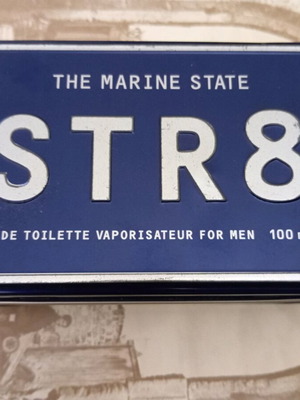 THE MARINE STATE
STR8
DE TOILETTE VAPORISATEUR FOR MEN 100